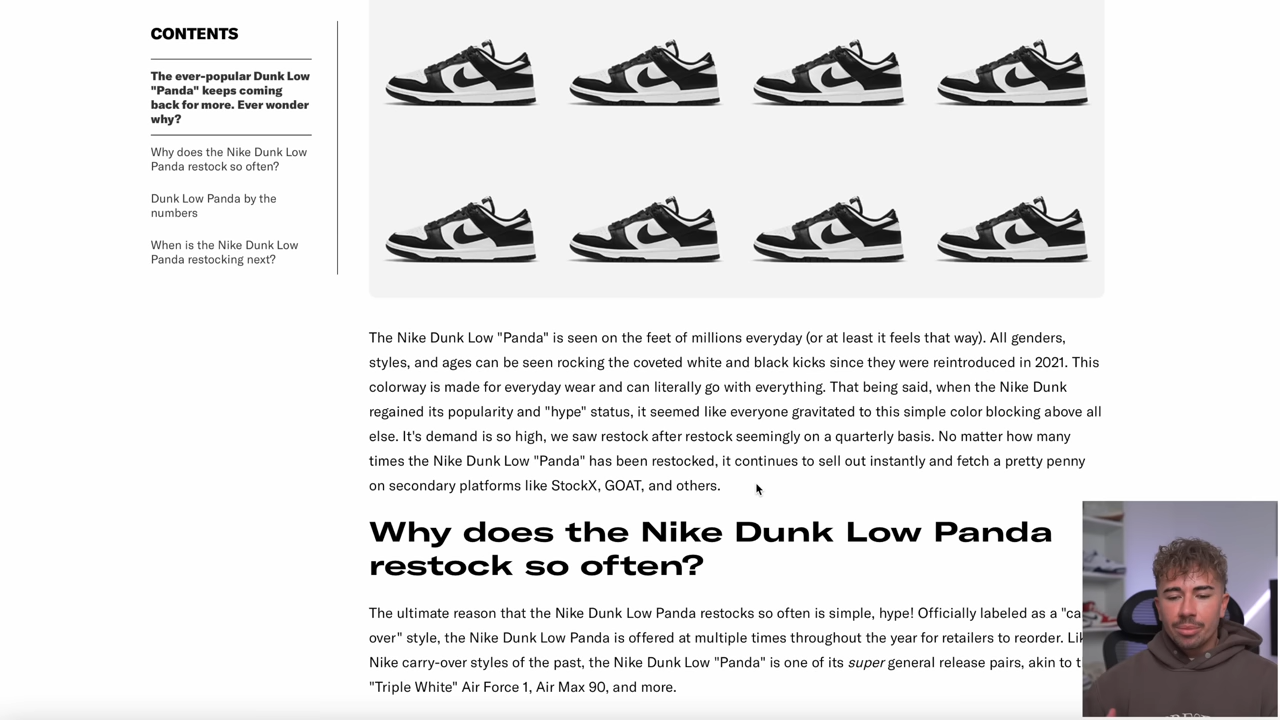 CONTENTS
The ever-popular Dunk Low
"Panda" keeps coming
back for more. Ever wonder
why?
Why does the Nike Dunk Low
Panda restock so often?
Dunk Low Panda by the
numbers
When is the Nike Dunk Low
Panda restocking next?
The Nike Dunk Low "Panda" is seen on the feet of millions everyday (or at least it feels that way). All genders,
styles, and ages can be seen rocking the coveted white and black kicks since they were reintroduced in 2021. This
colorway is made for everyday wear and can literally go with everything. That being said, when the Nike Dunk
regained its popularity and "hype" status, it seemed like everyone gravitated to this simple color blocking above all
else. It's demand is so high, we saw restock after restock seemingly on a quarterly basis. No matter how many
times the Nike Dunk Low "Panda" has been restocked, it continues to sell out instantly and fetch a pretty penny
on secondary platforms like StockX, GOAT, and others.
Why does the Nike Dunk Low Panda
restock so often?
The ultimate reason that the Nike Dunk Low Panda restocks so often is simple, hype! Officially labeled as a "ca
over" style, the Nike Dunk Low Panda is offered at multiple times throughout the year for retailers to reorder. Lik
Nike carry-over styles of the past, the Nike Dunk Low "Panda" is one of its super general release pairs, akin to t
"Triple White" Air Force 1, Air Max 90, and more.